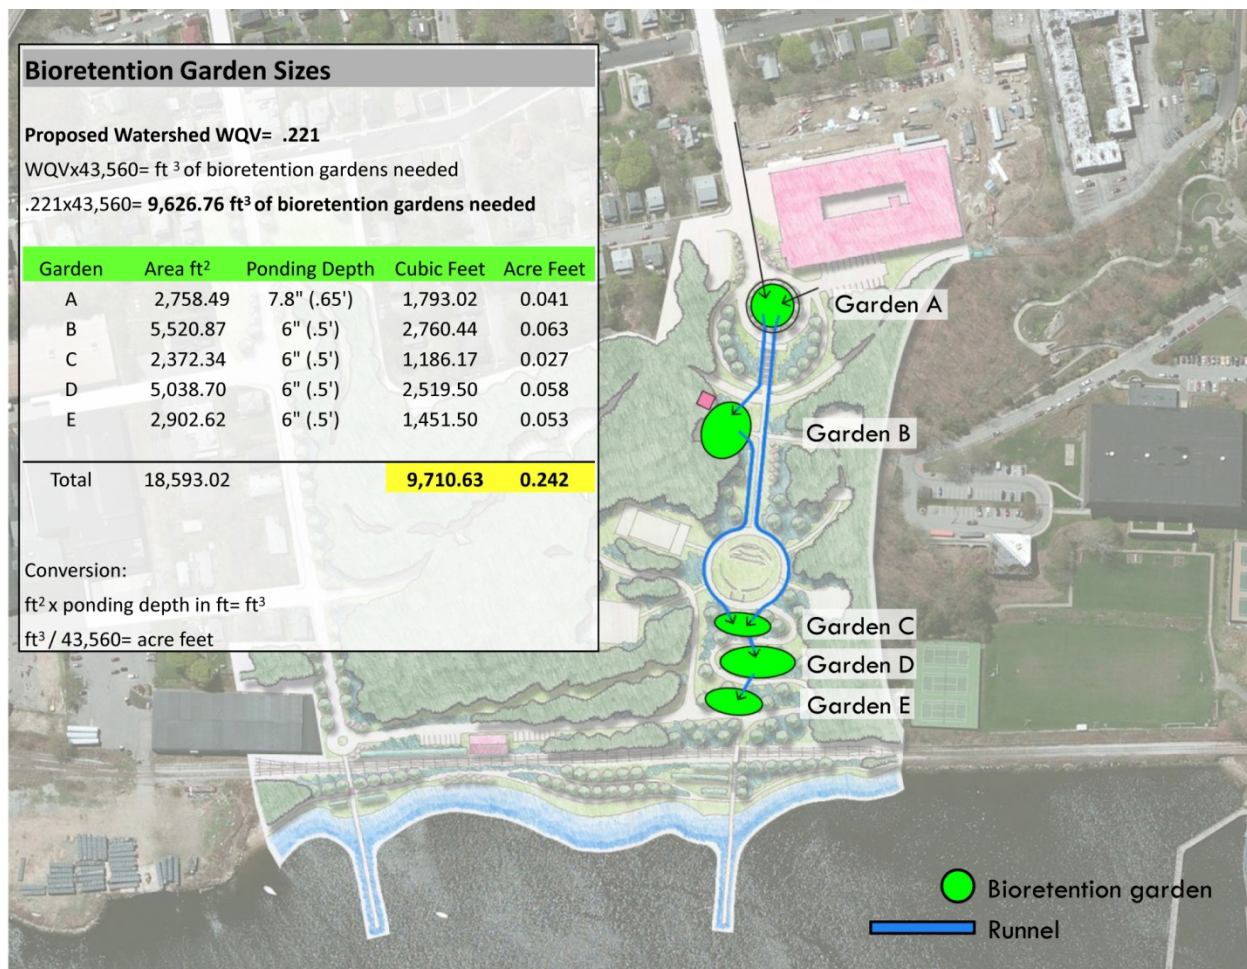 Bioretention Garden Sizes
Proposed Watershed WQV= .221
WQVx43,560= ft ³ of bioretention gardens needed
.221x43,560= 9,626.76 ft³ of bioretention gardens needed
Garden Area ft² Ponding Depth Cubic Feet Acre Feet
A 2,758.49 7.8" (.65') 1,793.02 0.041
B 5,520.87 6" (.5') 2,760.44 0.063
C 2,372.34 6" (.5') 1,186.17 0.027
D 5,038.70 6" (.5') 2,519.50 0.058
E 2,902.62 6" (.5') 1,451.50 0.053
Total 18,593.02 9,710.63 0.242
Conversion:
ft² x ponding depth in ft= ft³
ft³ / 43,560= acre feet
Garden A
Garden B
Garden C
Garden D
Garden E
Bioretention garden
Runnel